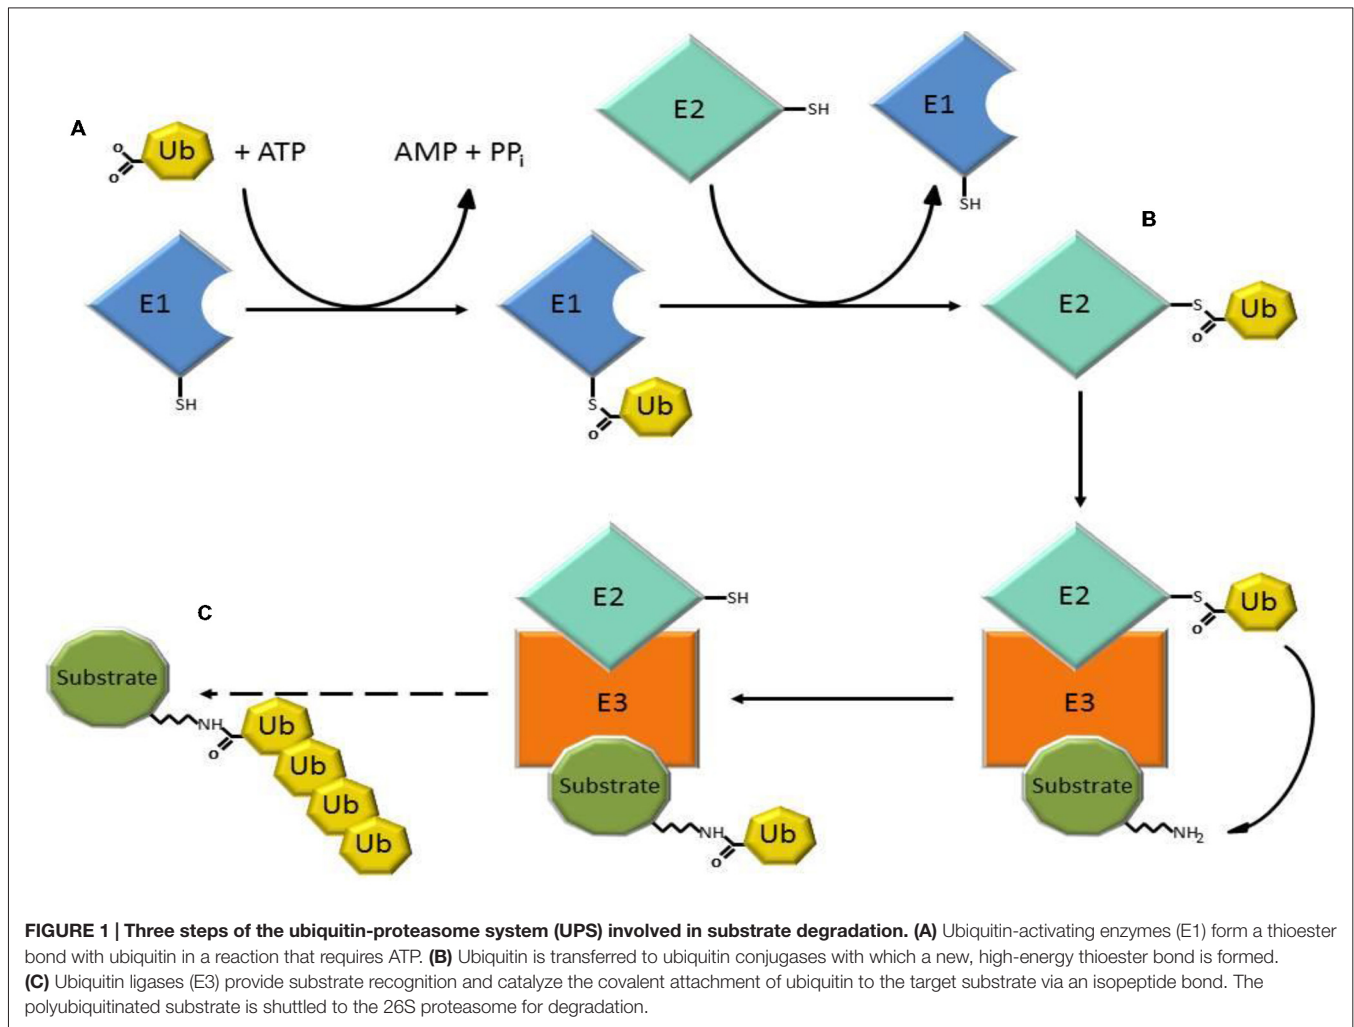 A
O
O
Ub
+ ATP
AMP + PPi
E1
SH
E1
S
O
Ub
E2
SH
E1
SH
B
E2
S
O
Ub
E2
S
O
Ub
E3
Substrate
NH2
E2
SH
E3
Substrate
NH
O
Ub
C
Substrate
NH
O
Ub
Ub
Ub
Ub
FIGURE 1 | Three steps of the ubiquitin-proteasome system (UPS) involved in substrate degradation. (A) Ubiquitin-activating enzymes (E1) form a thioester
bond with ubiquitin in a reaction that requires ATP. (B) Ubiquitin is transferred to ubiquitin conjugases with which a new, high-energy thioester bond is formed.
(C) Ubiquitin ligases (E3) provide substrate recognition and catalyze the covalent attachment of ubiquitin to the target substrate via an isopeptide bond. The
polyubiquitinated substrate is shuttled to the 26S proteasome for degradation.